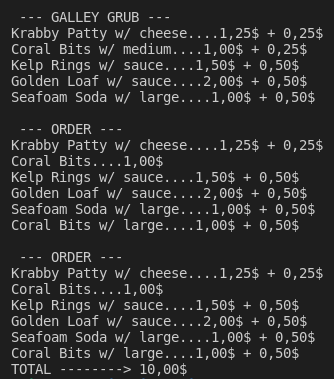 --- GALLEY GRUB ---
Krabby Patty w/ cheese....1,25$ + 0,25$
Coral Bits w/ medium....1,00$ + 0,25$
Kelp Rings w/ sauce....1,50$ + 0,50$
Golden Loaf w/ sauce....2,00$ + 0,50$
Seafoam Soda w/ large....1,00$ + 0,50$

--- ORDER ---
Krabby Patty w/ cheese....1,25$ + 0,25$
Coral Bits....1,00$
Kelp Rings w/ sauce....1,50$ + 0,50$
Golden Loaf w/ sauce....2,00$ + 0,50$
Seafoam Soda w/ large....1,00$ + 0,50$
Coral Bits w/ large....1,00$ + 0,50$

--- ORDER ---
Krabby Patty w/ cheese....1,25$ + 0,25$
Coral Bits....1,00$
Kelp Rings w/ sauce....1,50$ + 0,50$
Golden Loaf w/ sauce....2,00$ + 0,50$
Seafoam Soda w/ large....1,00$ + 0,50$
Coral Bits w/ large....1,00$ + 0,50$
TOTAL --------> 10,00$